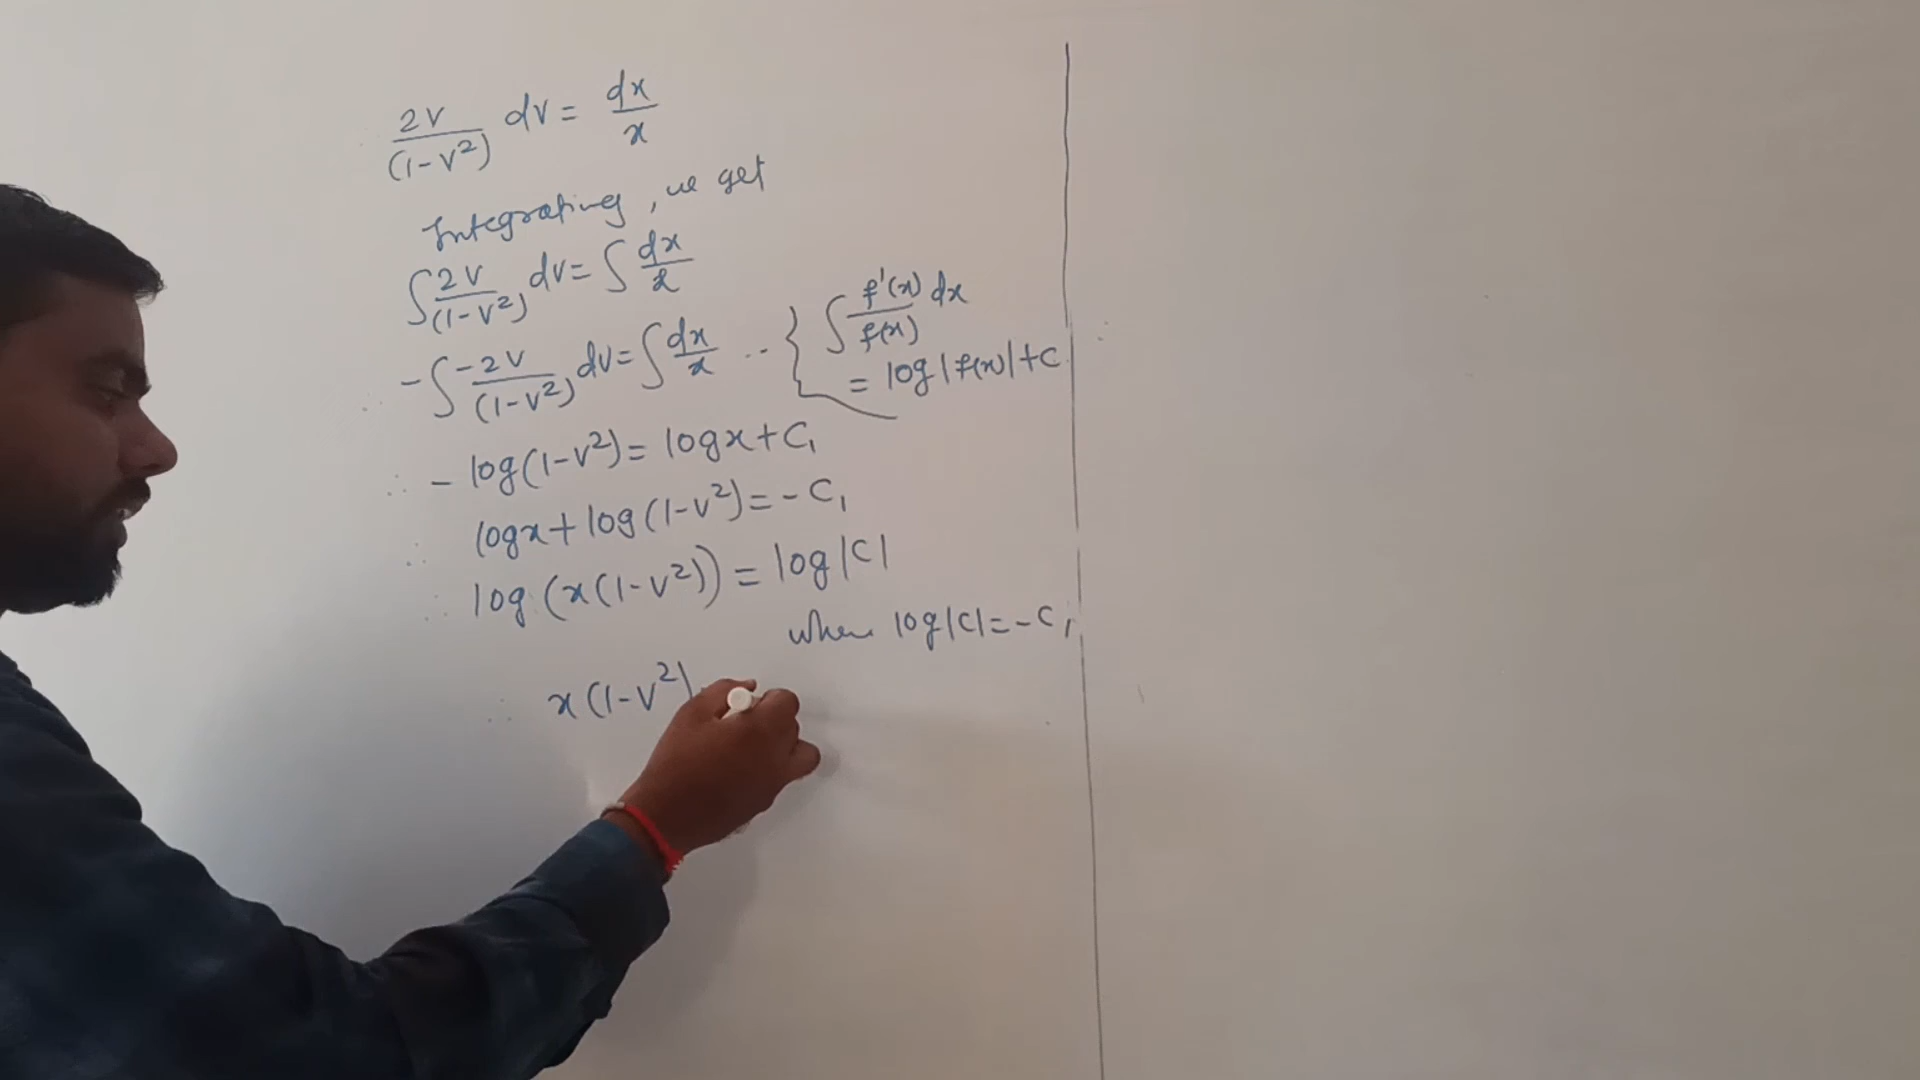 2v/(1-v²) dv = dx/x
Integrating, we get
∫ 2v/(1-v²) dv = ∫ dx/x
-∫ -2v/(1-v²) dv = ∫ dx/x .. { ∫ f'(x)/f(x) dx
= log|f(x)|+C
∴ - log(1-v²) = logx + C₁
∴ logx + log(1-v²) = - C₁
∴ log(x(1-v²)) = log|C|
where log|C| = -C₁
∴ x(1-v²)